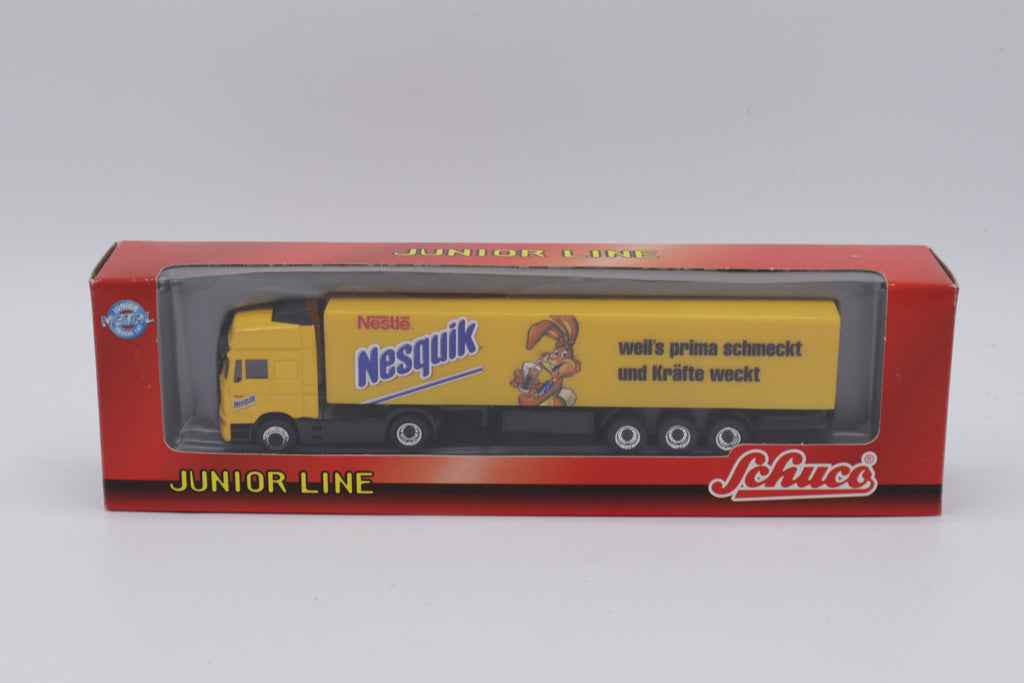 JUNIOR LINE
JUNIOR
METAL
Nestlé
Nesquik
Nesquik
weil's prima schmeckt
und Kräfte weckt
JUNIOR LINE
Schuco®